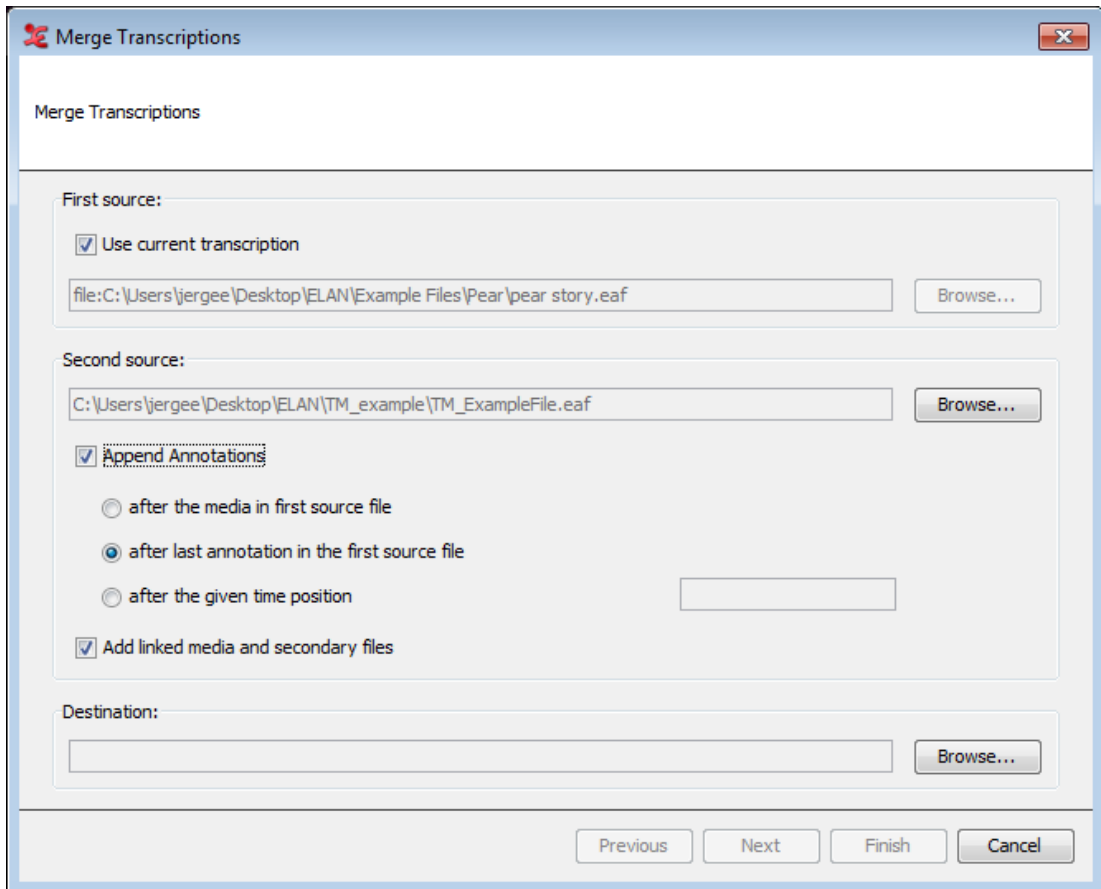 Merge Transcriptions
Merge Transcriptions
First source:
Use current transcription
file:C:\Users\jergee\Desktop\ELAN\Example Files\Pear\pear story.eaf Browse...
Second source:
C:\Users\jergee\Desktop\ELAN\TM_example\TM_ExampleFile.eaf Browse...
Append Annotations
after the media in first source file
after last annotation in the first source file
after the given time position
Add linked media and secondary files
Destination:
Browse...
Previous Next Finish Cancel